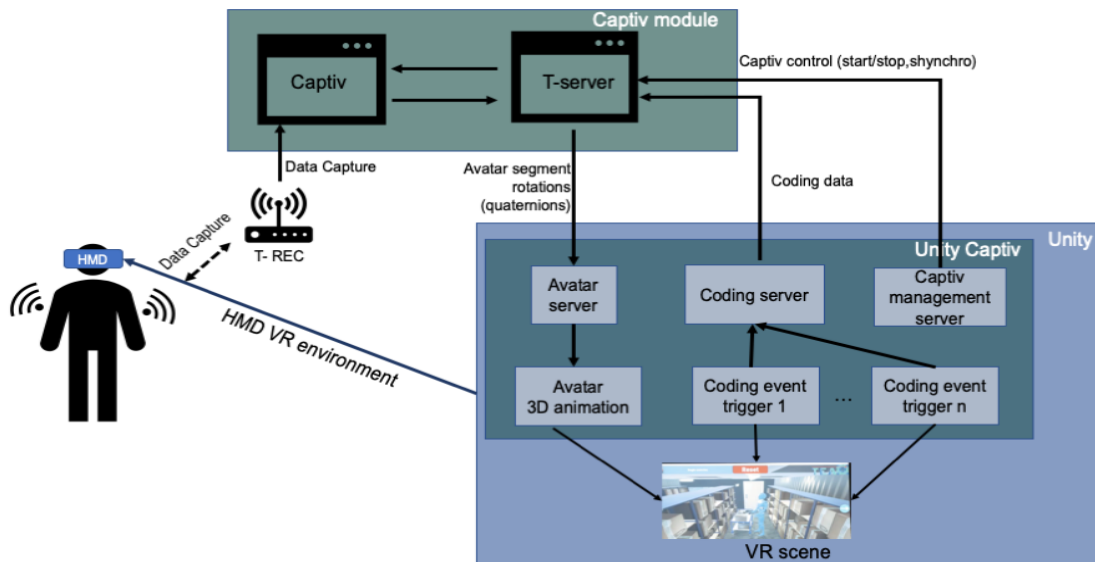 Captiv module
Captiv
T-server
Captiv control (start/stop,shynchro)
Data Capture
Avatar segment
rotations
(quaternions)
Coding data
Data Capture
T- REC
HMD
HMD VR environment
Unity
Unity Captiv
Avatar
server
Coding server
Captiv
management
server
Avatar
3D animation
Coding event
trigger 1
...
Coding event
trigger n
Reset
VR scene